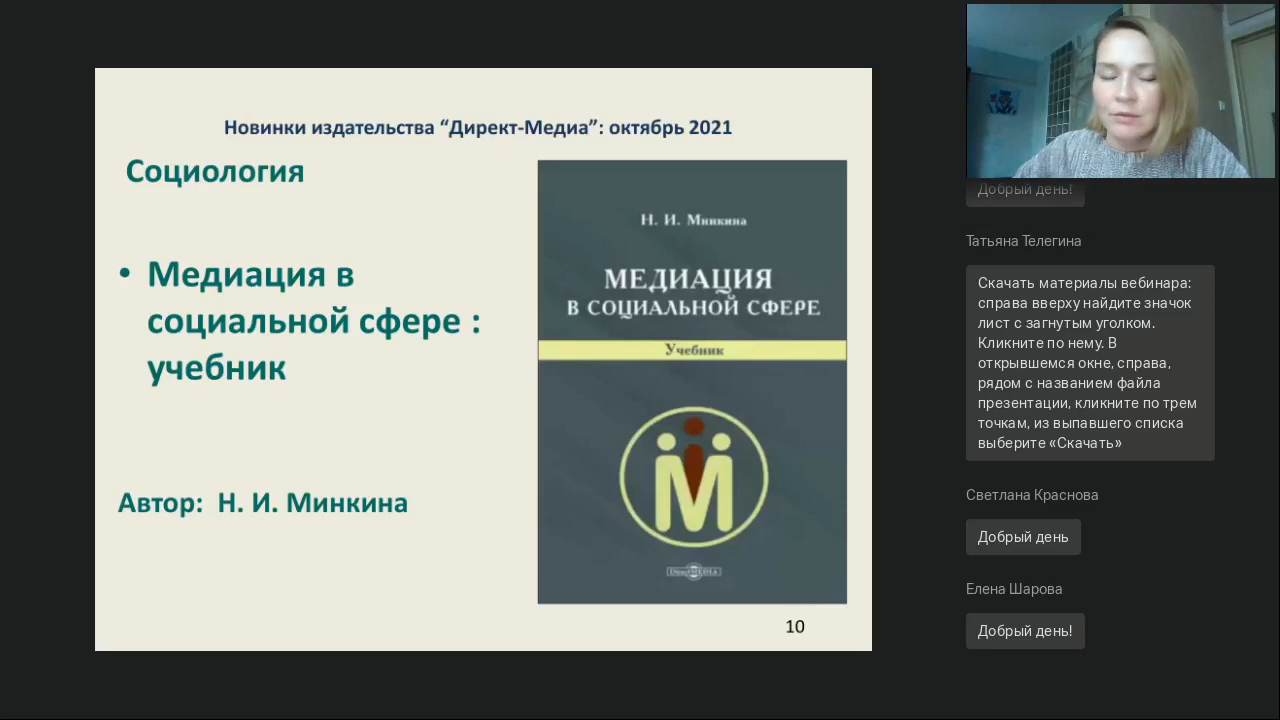 Новинки издательства “Директ-Медиа”: октябрь 2021
Социология
• Медиация в
социальной сфере :
учебник
Автор: Н. И. Минкина
Н. И. Минкина
МЕДИАЦИЯ
В СОЦИАЛЬНОЙ СФЕРЕ
Учебник
DirectMEDIA
10
Добрый день!
Татьяна Телегина
Скачать материалы вебинара:
справа вверху найдите значок
лист с загнутым уголком.
Кликните по нему. В
открывшемся окне, справа,
рядом с названием файла
презентации, кликните по трем
точкам, из выпавшего списка
выберите «Скачать»
Светлана Краснова
Добрый день
Елена Шарова
Добрый день!